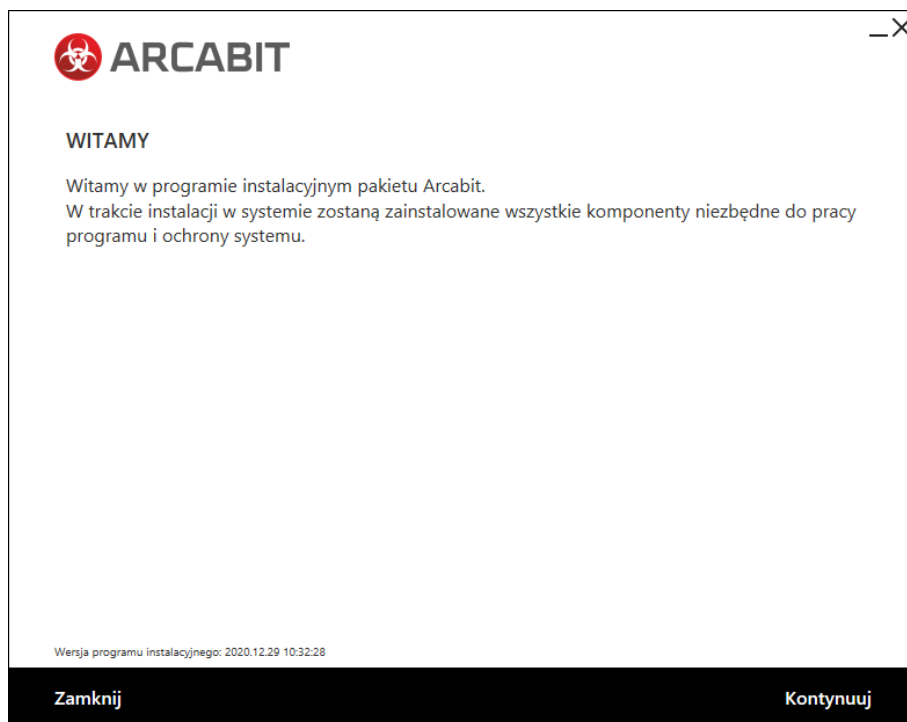 ARCABIT
WITAMY
Witamy w programie instalacyjnym pakietu Arcabit.
W trakcie instalacji w systemie zostaną zainstalowane wszystkie komponenty niezbędne do pracy
programu i ochrony systemu.
Wersja programu instalacyjnego: 2020.12.29 10:32:28
Zamknij
Kontynuuj